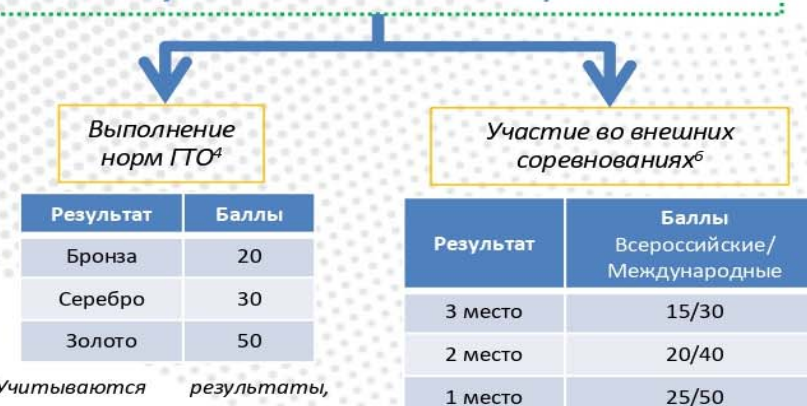 Выполнение
норм ГТО⁴
Результат Баллы
Бронза 20
Серебро 30
Золото 50
Учитываются результаты,
Участие во внешних
соревнованиях⁶
Результат
Баллы
Всероссийские/
Международные
3 место 15/30
2 место 20/40
1 место 25/50